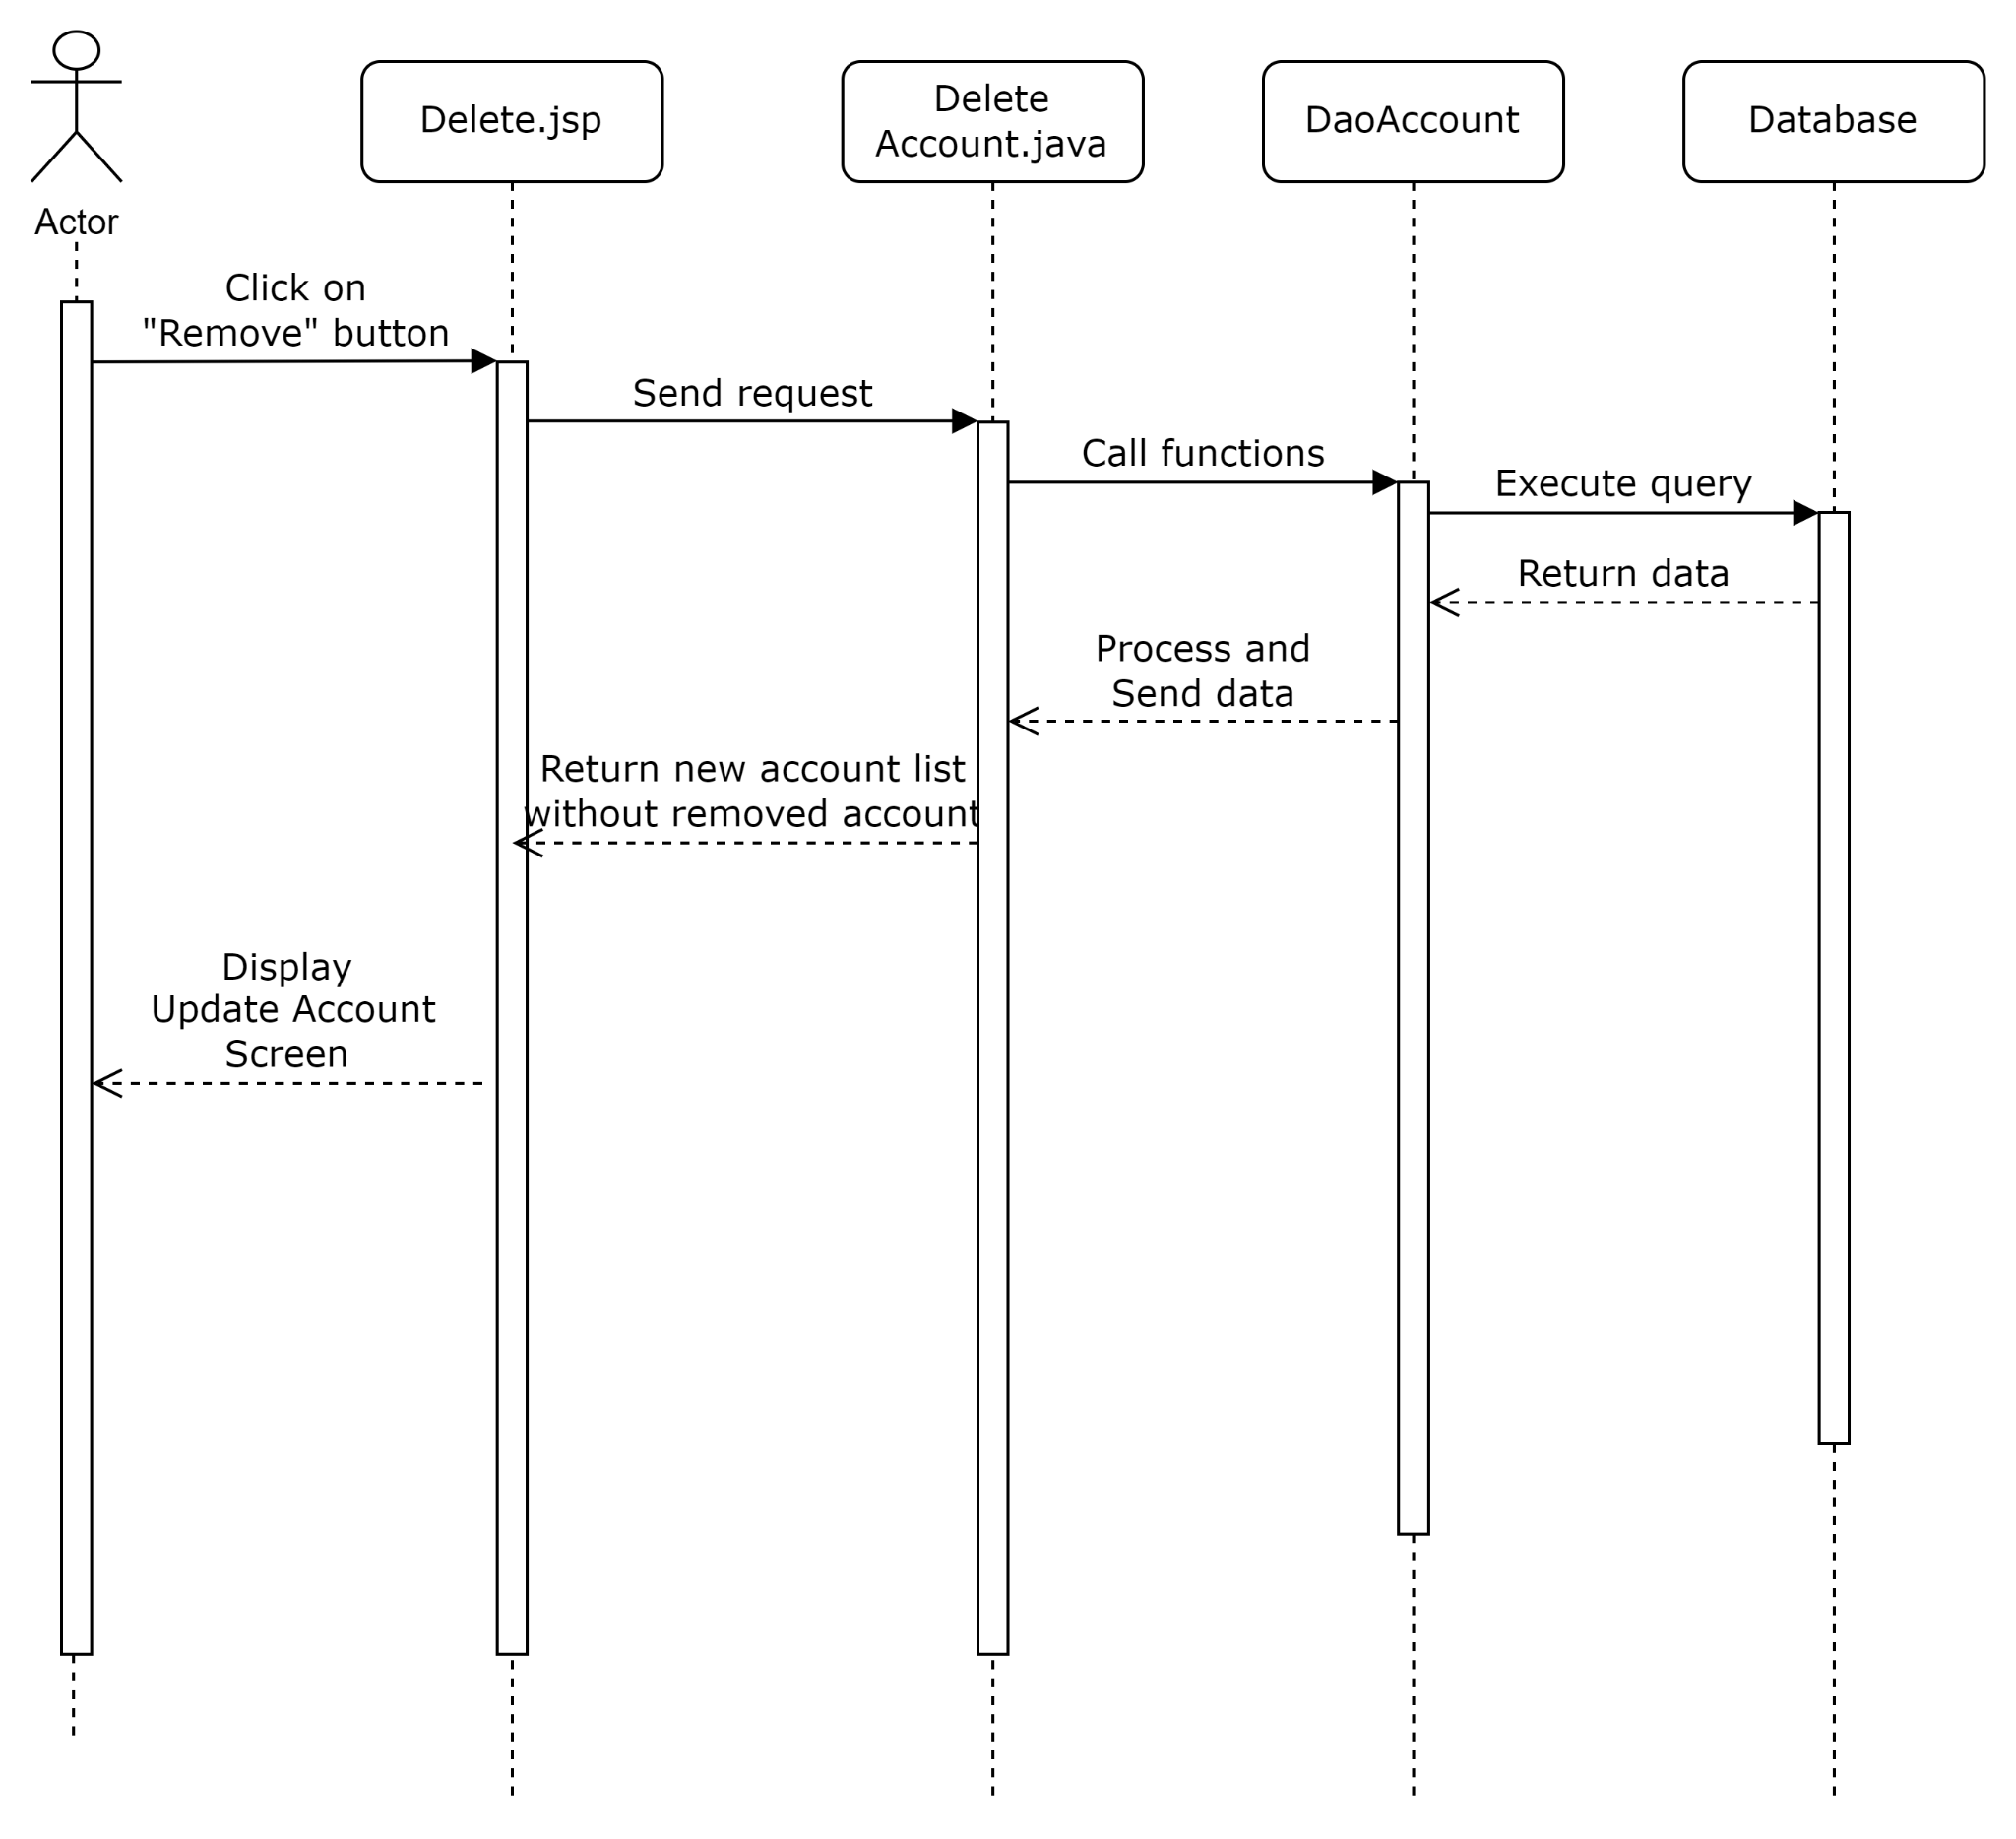 Actor
Delete.jsp
Delete
Account.java
DaoAccount
Database
Click on
"Remove" button
Send request
Call functions
Execute query
Return data
Process and
Send data
Return new account list
without removed account
Display
Update Account
Screen